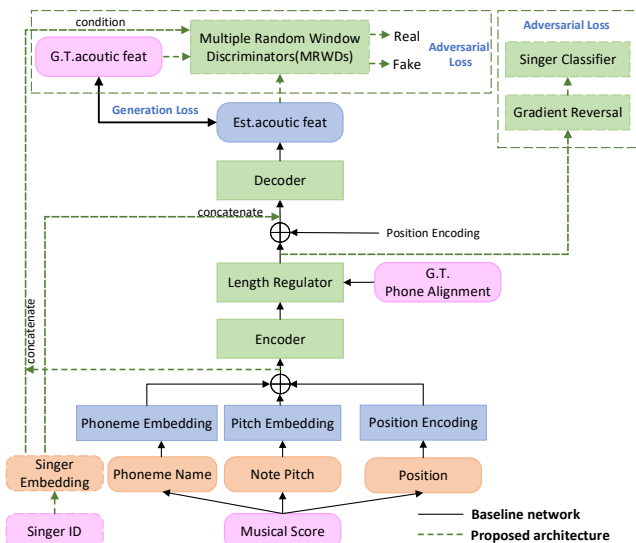 condition
Adversarial Loss
G.T.acoutic feat
Multiple Random Window
Discriminators(MRWDs)
Real
Fake
Adversarial
Loss
Singer Classifier
Gradient Reversal
Generation Loss
Est.acoutic feat
Decoder
concatenate
Position Encoding
Length Regulator
G.T.
Phone Alignment
concatenate
Encoder
Phoneme Embedding
Pitch Embedding
Position Encoding
Singer
Embedding
Phoneme Name
Note Pitch
Position
Singer ID
Musical Score
Baseline network
Proposed architecture